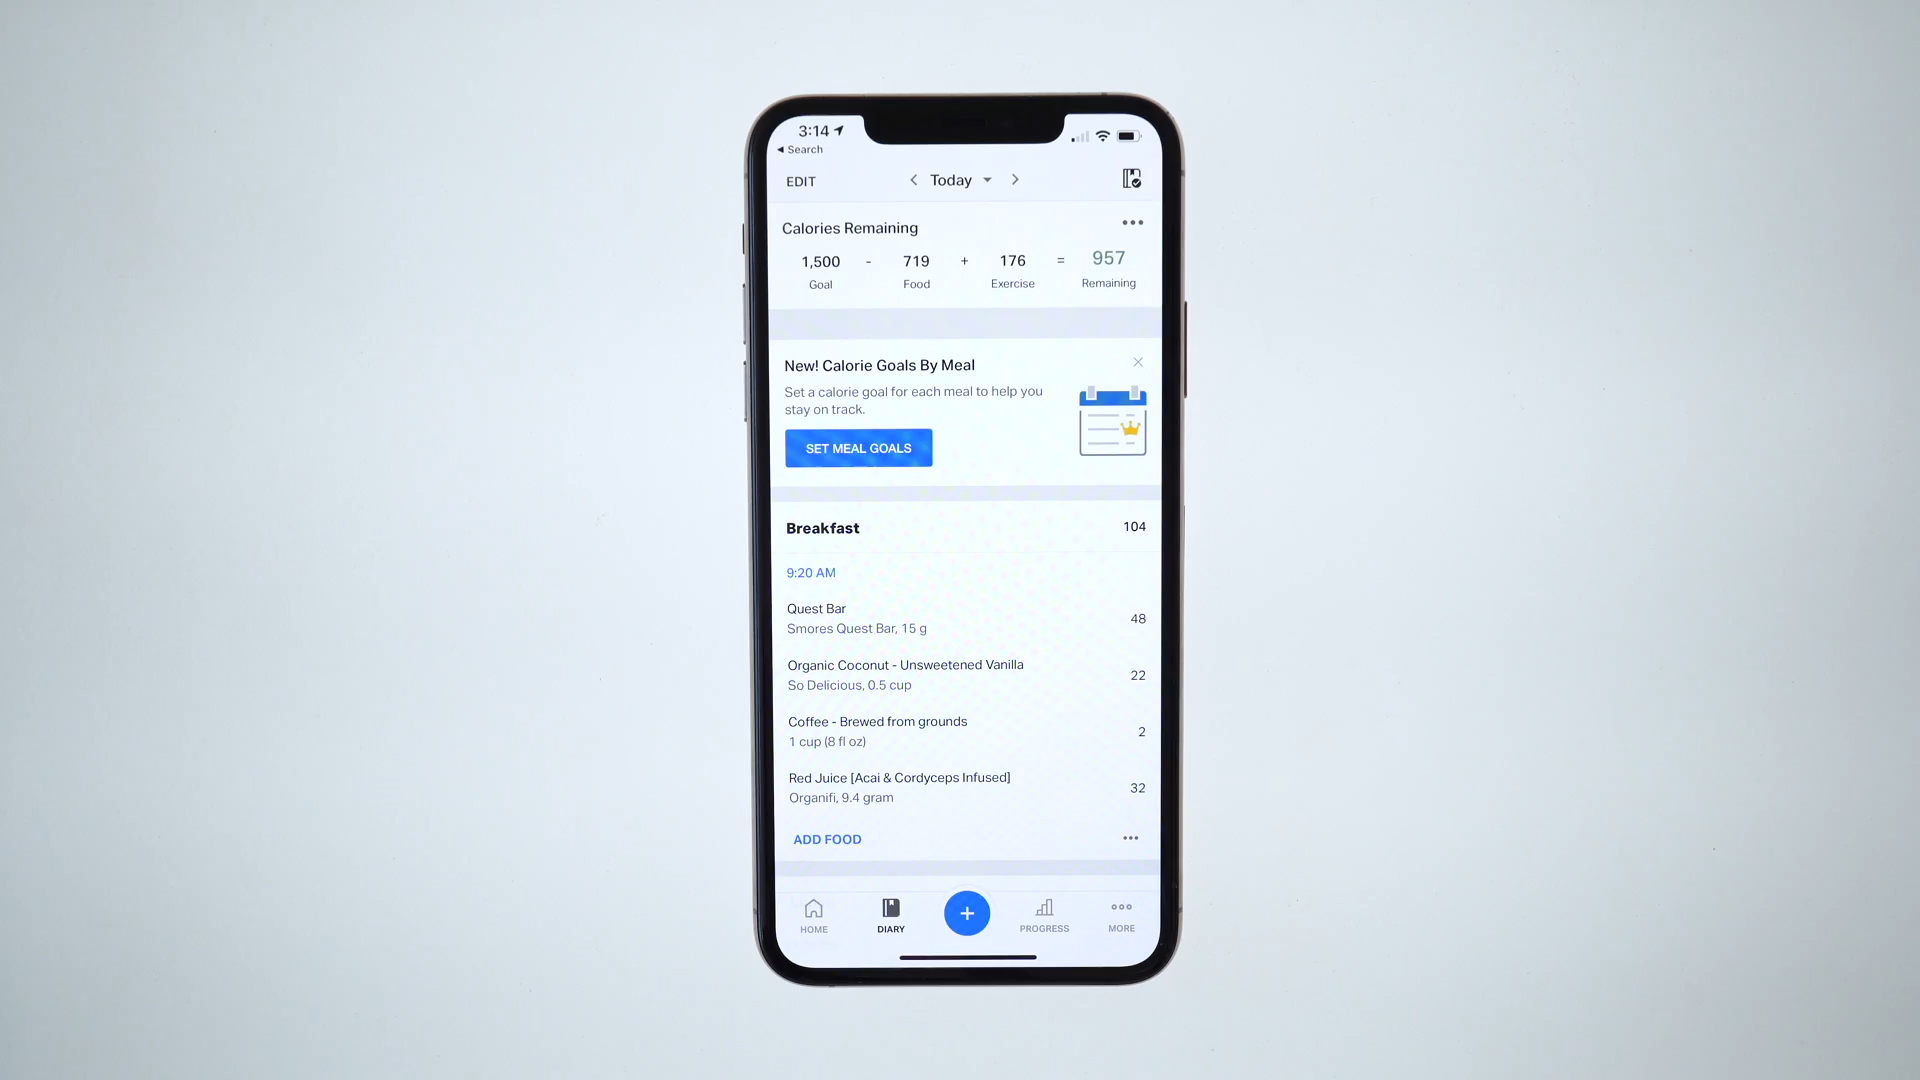 3:14
Search
EDIT
Today
Calories Remaining
1,500 - 719 + 176 = 957
Goal Food Exercise Remaining
New! Calorie Goals By Meal
Set a calorie goal for each meal to help you
stay on track.
SET MEAL GOALS
Breakfast 104
9:20 AM
Quest Bar
Smores Quest Bar, 15 g
48
Organic Coconut - Unsweetened Vanilla
So Delicious, 0.5 cup
22
Coffee - Brewed from grounds
1 cup (8 fl oz)
2
Red Juice [Acai & Cordyceps Infused]
Organifi, 9.4 gram
32
ADD FOOD
HOME DIARY + PROGRESS MORE